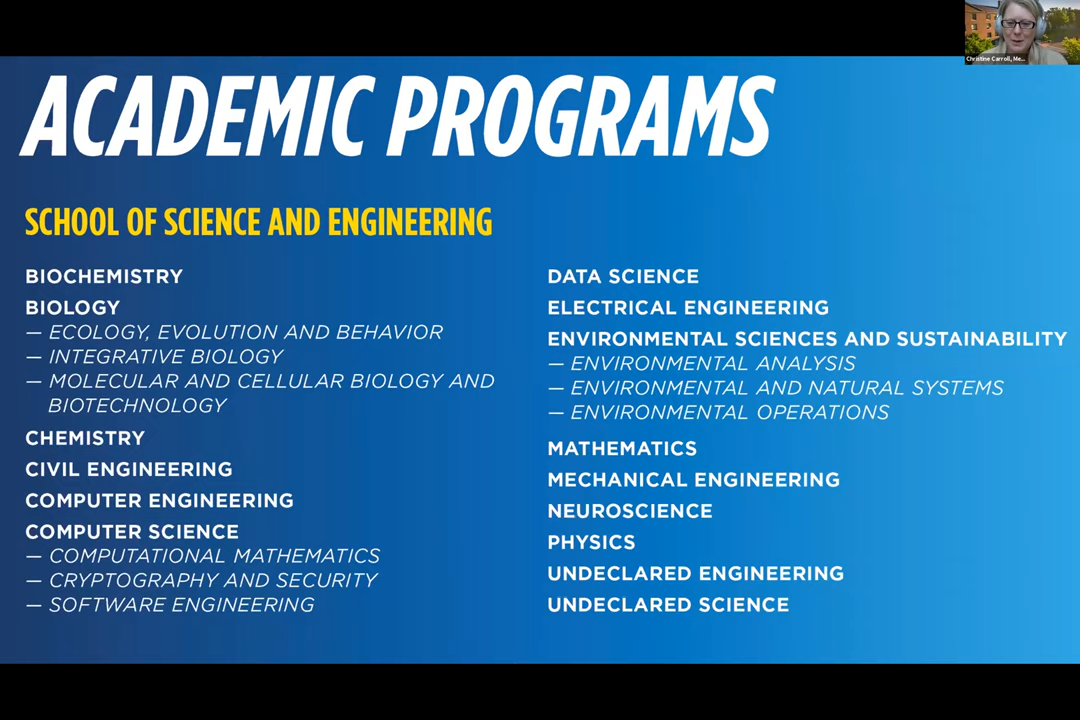 ACADEMIC PROGRAMS
SCHOOL OF SCIENCE AND ENGINEERING
BIOCHEMISTRY
BIOLOGY
— ECOLOGY, EVOLUTION AND BEHAVIOR
— INTEGRATIVE BIOLOGY
— MOLECULAR AND CELLULAR BIOLOGY AND
BIOTECHNOLOGY
CHEMISTRY
CIVIL ENGINEERING
COMPUTER ENGINEERING
COMPUTER SCIENCE
— COMPUTATIONAL MATHEMATICS
— CRYPTOGRAPHY AND SECURITY
— SOFTWARE ENGINEERING
DATA SCIENCE
ELECTRICAL ENGINEERING
ENVIRONMENTAL SCIENCES AND SUSTAINABILITY
— ENVIRONMENTAL ANALYSIS
— ENVIRONMENTAL AND NATURAL SYSTEMS
— ENVIRONMENTAL OPERATIONS
MATHEMATICS
MECHANICAL ENGINEERING
NEUROSCIENCE
PHYSICS
UNDECLARED ENGINEERING
UNDECLARED SCIENCE
Christine Carroll, Me...